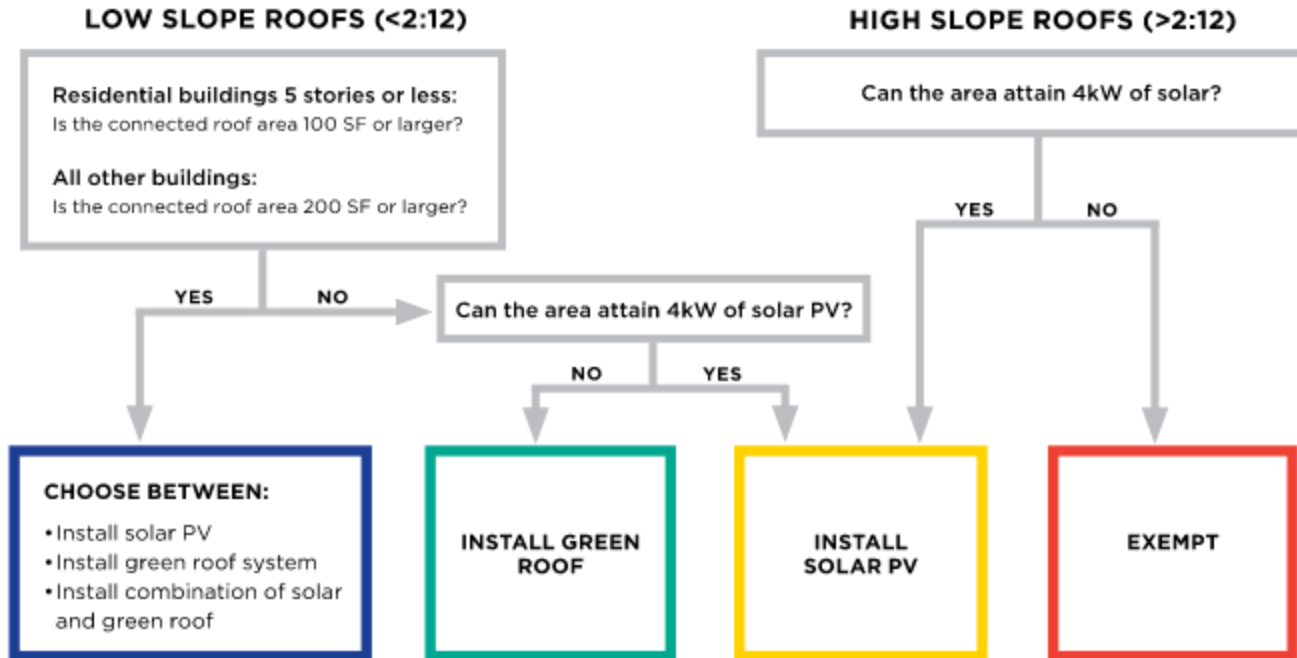 LOW SLOPE ROOFS (<2:12)
Residential buildings 5 stories or less:
Is the connected roof area 100 SF or larger?
All other buildings:
Is the connected roof area 200 SF or larger?
YES
NO
Can the area attain 4kW of solar PV?
NO
YES
HIGH SLOPE ROOFS (>2:12)
Can the area attain 4kW of solar?
YES
NO
CHOOSE BETWEEN:
•Install solar PV
•Install green roof system
•Install combination of solar
and green roof
INSTALL GREEN
ROOF
INSTALL
SOLAR PV
EXEMPT